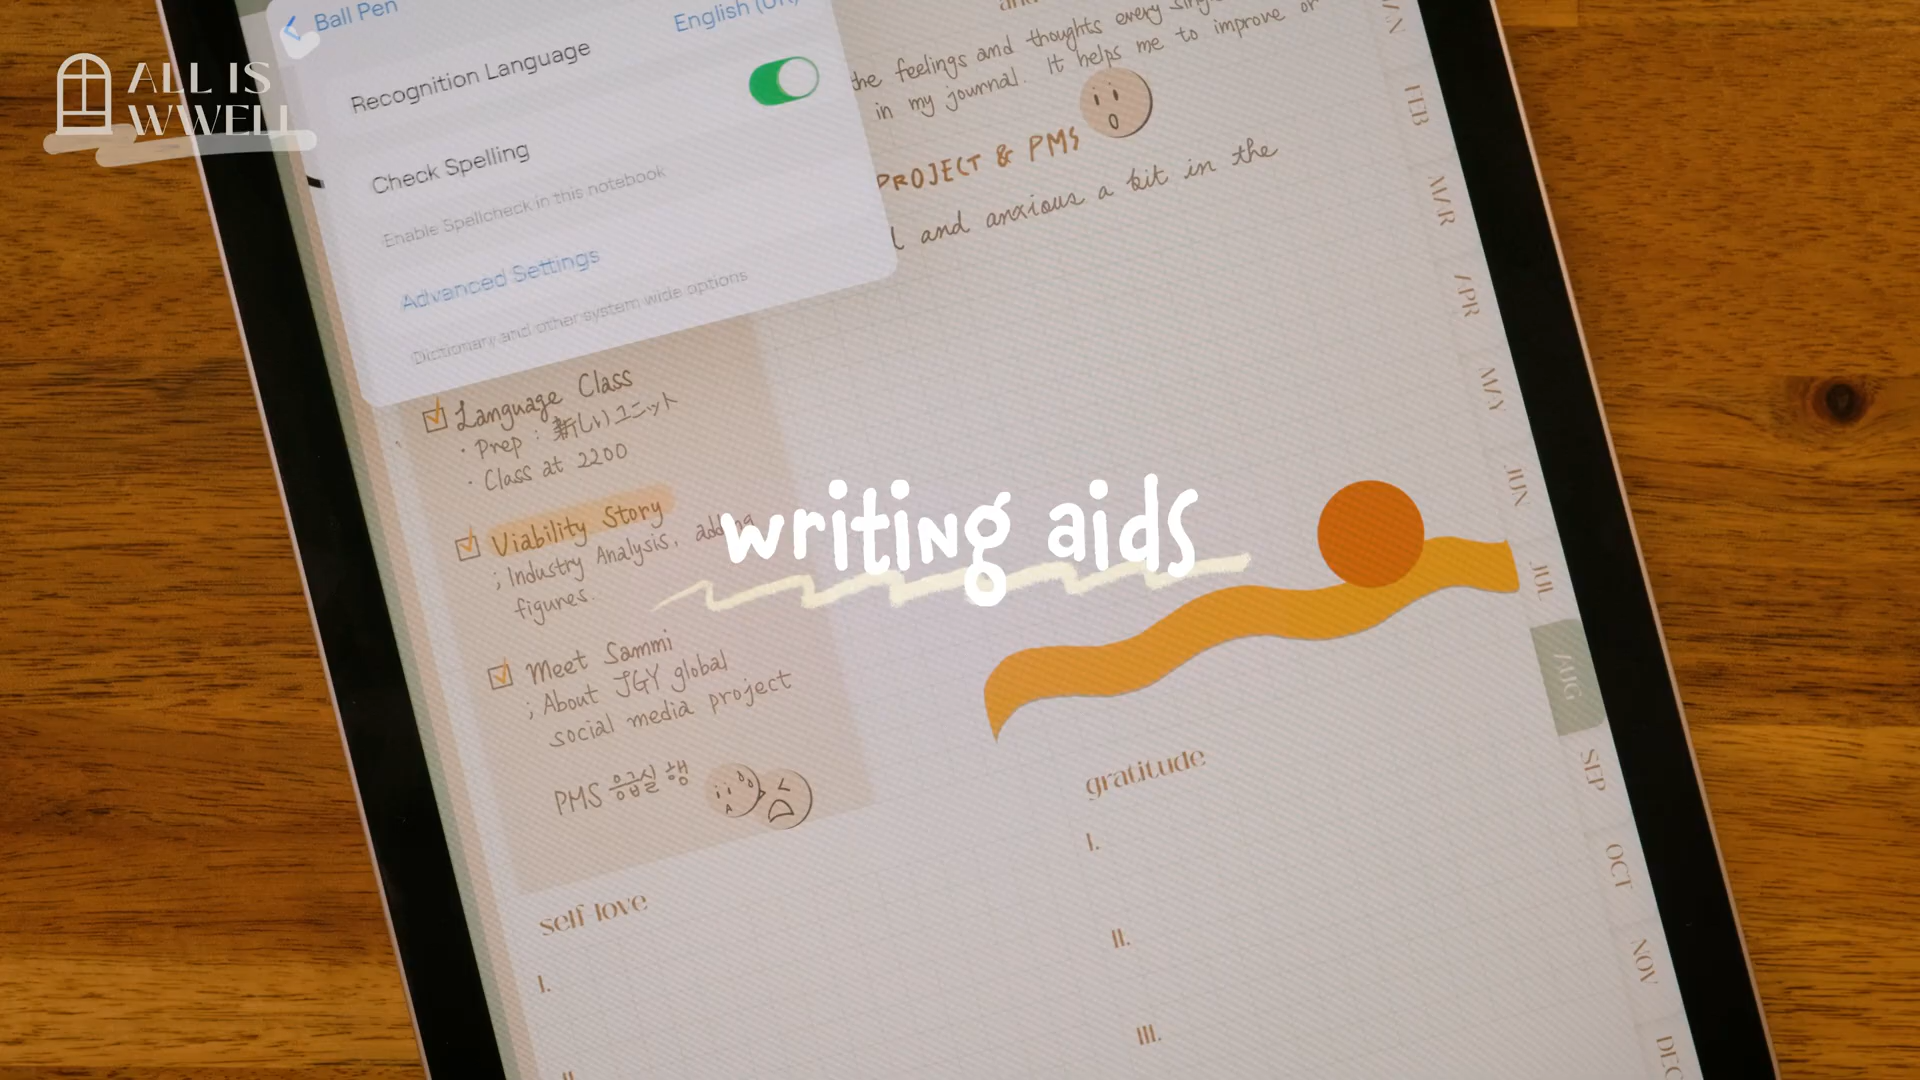 ALL IS
WWELL
Ball Pen
Recognition Language
English
Check Spelling
Enable Spellcheck in this notebook
Advanced Settings
Dictionary and other system wide options
the feelings and thoughts every
in my journal. It helps me to improve or
PROJECT & PMS
and anxious a bit in the
Language Class
· Prep : 新しいユニット
· Class at 2200
Viability Story
; Industry Analysis, adding
figures.
Meet Sammi
; About JGY global
social media project
PMS 응급실 행
writing aids
self love
I.
II.
gratitude
I.
II.
III.
JAN
FEB
MAR
APR
MAY
JUN
JUL
AUG
SEP
OCT
NOV
DEC